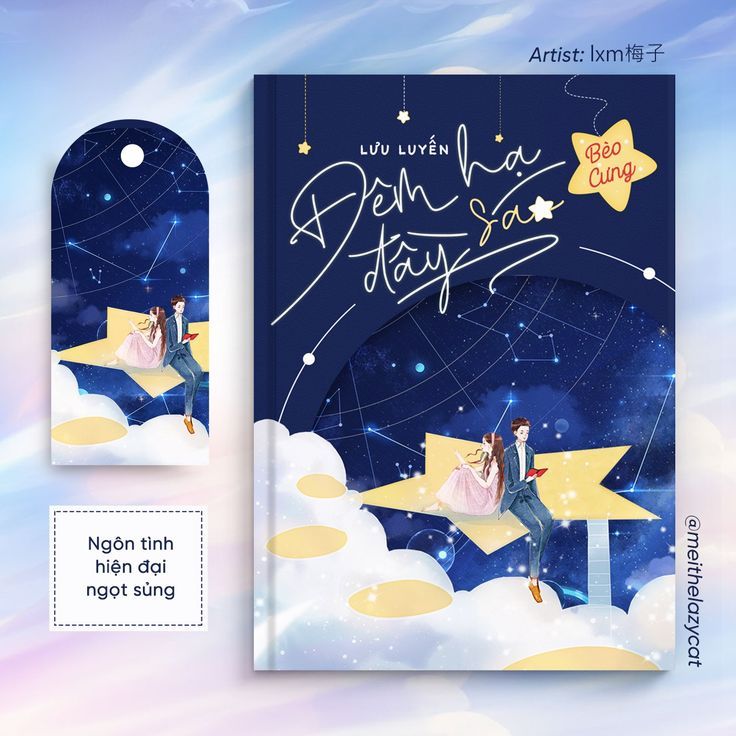 Artist: lxm梅子
LƯU LUYẾN
Đêm hạ
đầy sao
Bèo
Cưng
Ngôn tình
hiện đại
ngọt sủng
@meithelazycat